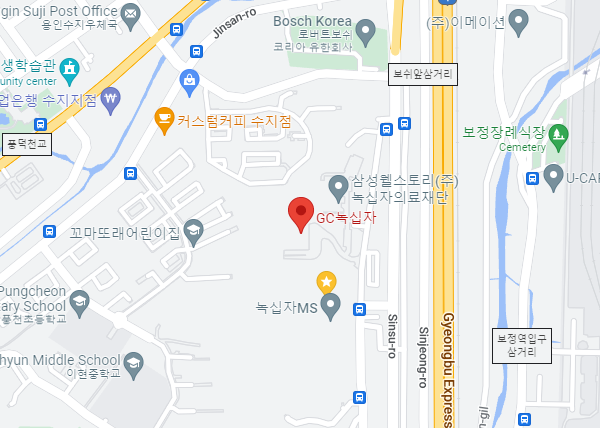 gin Suji Post Office
용인수지우체국
Jinsan-ro
Bosch Korea
로버트보쉬
코리아 유한회사
(주)이메이션
생학습관
unity center
업은행 수지지점
보쉬앞삼거리
커스텀커피 수지점
풍덕천교
보정장례식장
Cemetery
삼성웰스토리(주)
녹십자의료재단
U-CAR
GC녹십자
꼬마또래어린이집
녹십자MS
Pungcheon
ary School
풍천초등학교
Sinsu-ro
Sinjeong-ro
Gyeongbu Express
보정역입구
삼거리
hyun Middle School
이현중학교
n-gil